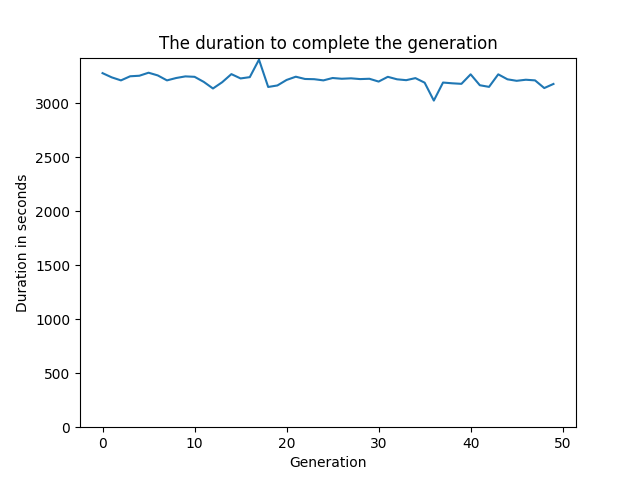 The duration to complete the generation
Duration in seconds
3000
2500
2000
1500
1000
500
0
0 10 20 30 40 50
Generation